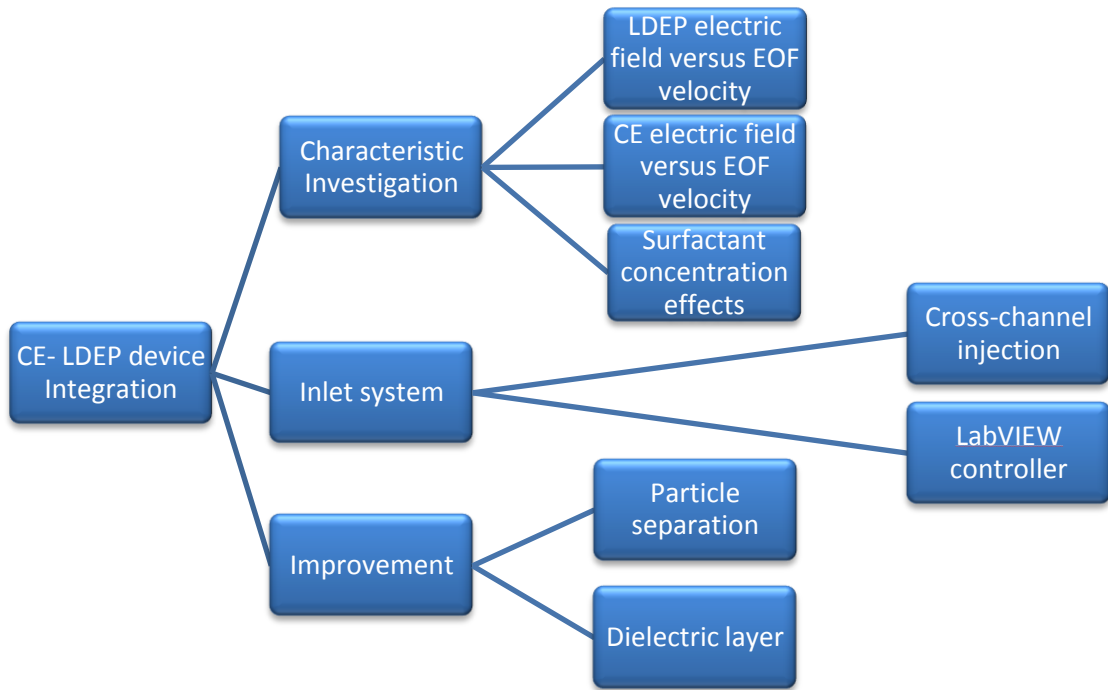 CE- LDEP device
Integration
Characteristic
Investigation
LDEP electric
field versus EOF
velocity
CE electric field
versus EOF
velocity
Surfactant
concentration
effects
Inlet system
Cross-channel
injection
LabVIEW
controller
Improvement
Particle
separation
Dielectric layer